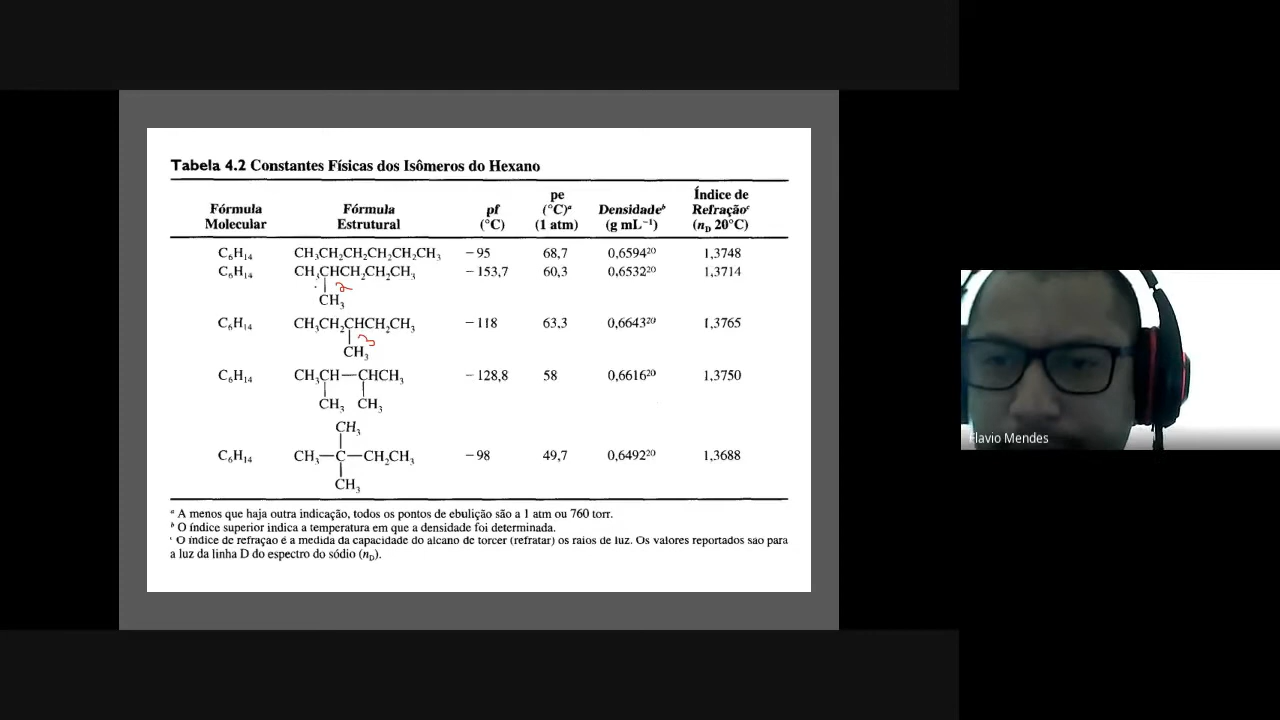 Tabela 4.2 Constantes Físicas dos Isômeros do Hexano
Fórmula Molecular Fórmula Estrutural pf (°C) pe (°C)ᵃ (1 atm) Densidadeᵇ (g mL⁻¹) Índice de Refraçãoᶜ (n_D 20°C)
C₆H₁₄ CH₃CH₂CH₂CH₂CH₂CH₃ −95 68,7 0,6594²⁰ 1,3748
C₆H₁₄ CH₃CHCH₂CH₂CH₃ −153,7 60,3 0,6532²⁰ 1,3714
2
CH₃
C₆H₁₄ CH₃CH₂CHCH₂CH₃ −118 63,3 0,6643²⁰ 1,3765
3
CH₃
C₆H₁₄ CH₃CH—CHCH₃ −128,8 58 0,6616²⁰ 1,3750
CH₃ CH₃
CH₃
C₆H₁₄ CH₃—C—CH₂CH₃ −98 49,7 0,6492²⁰ 1,3688
CH₃
ᵃ A menos que haja outra indicação, todos os pontos de ebulição são a 1 atm ou 760 torr.
ᵇ O índice superior indica a temperatura em que a densidade foi determinada.
ᶜ O índice de refração é a medida da capacidade do alcano de torcer (refratar) os raios de luz. Os valores reportados são para
a luz da linha D do espectro do sódio (n_D).
Flavio Mendes